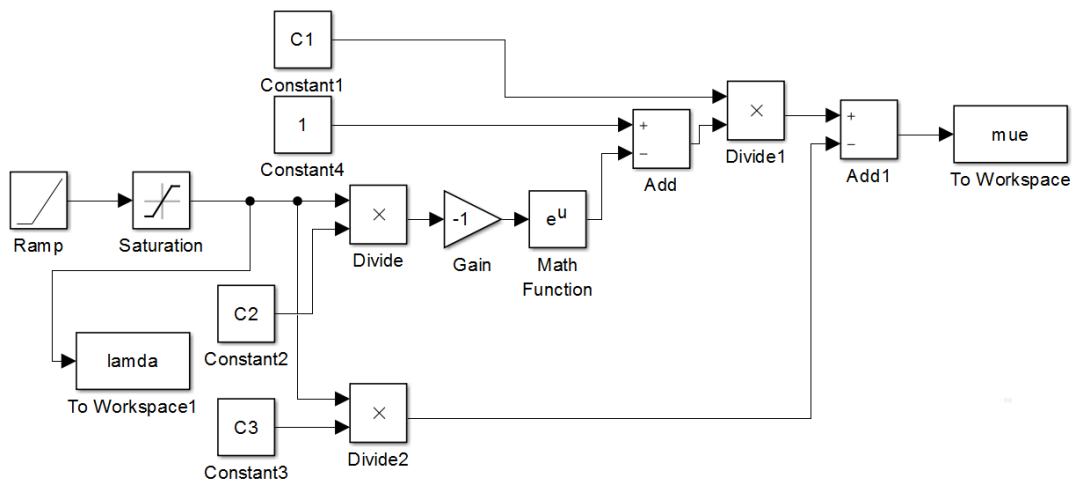 C1
Constant1
1
Constant4
+
−
Add
×
Divide1
+
−
Add1
mue
To Workspace
Ramp
Saturation
×
Divide
-1
Gain
eu
Math
Function
C2
Constant2
lamda
To Workspace1
C3
Constant3
×
Divide2